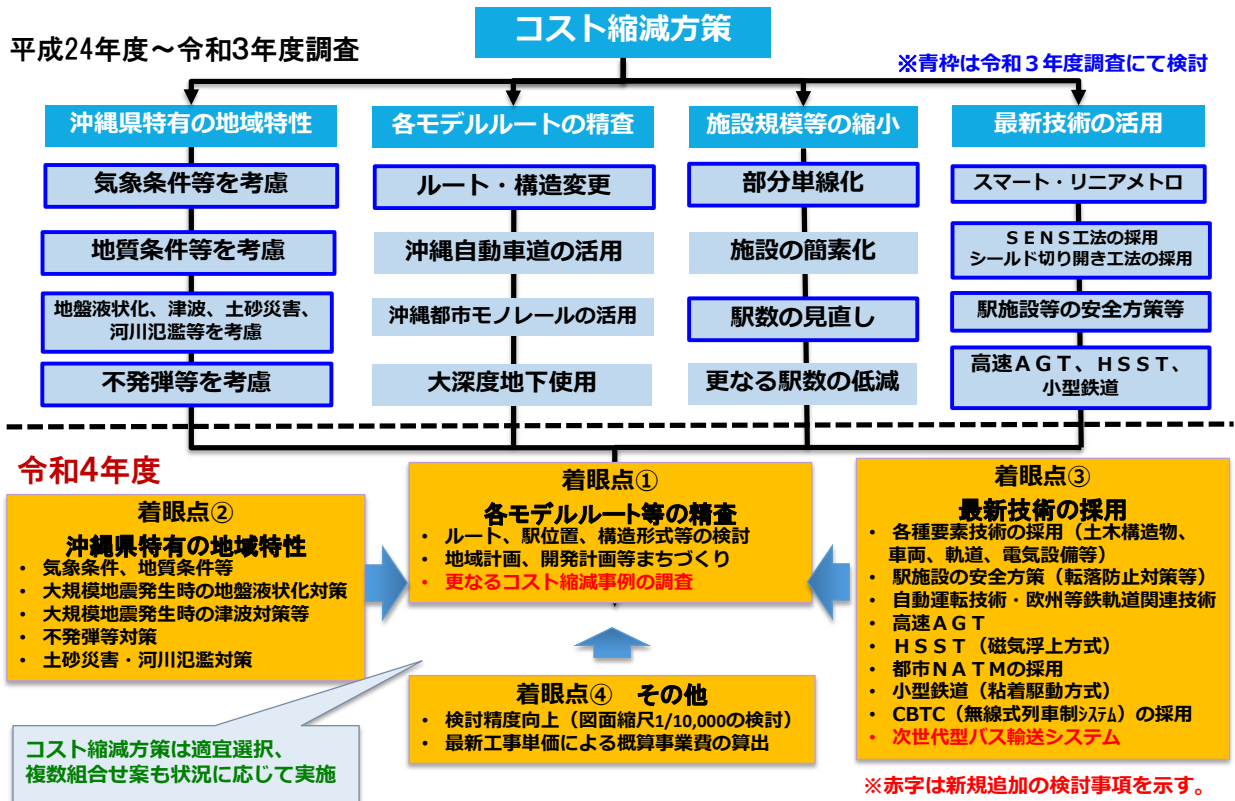 コスト縮減方策
平成24年度～令和3年度調査
※青枠は令和３年度調査にて検討
沖縄県特有の地域特性
気象条件等を考慮
地質条件等を考慮
地盤液状化、津波、土砂災害、
河川氾濫等を考慮
不発弾等を考慮
各モデルルートの精査
ルート・構造変更
沖縄自動車道の活用
沖縄都市モノレールの活用
大深度地下使用
施設規模等の縮小
部分単線化
施設の簡素化
駅数の見直し
更なる駅数の低減
最新技術の活用
スマート・リニアメトロ
ＳＥＮＳ工法の採用
シールド切り開き工法の採用
駅施設等の安全方策等
高速ＡＧＴ、ＨＳＳＴ、
小型鉄道
令和4年度
着眼点①
各モデルルート等の精査
・ ルート、駅位置、構造形式等の検討
・ 地域計画、開発計画等まちづくり
・ 更なるコスト縮減事例の調査
着眼点②
沖縄県特有の地域特性
・ 気象条件、地質条件等
・ 大規模地震発生時の地盤液状化対策
・ 大規模地震発生時の津波対策等
・ 不発弾等対策
・ 土砂災害・河川氾濫対策
着眼点③
最新技術の採用
・ 各種要素技術の採用（土木構造物、
車両、軌道、電気設備等）
・ 駅施設の安全方策（転落防止対策等）
・ 自動運転技術・欧州等鉄軌道関連技術
・ 高速ＡＧＴ
・ ＨＳＳＴ（磁気浮上方式）
・ 都市ＮＡＴＭの採用
・ 小型鉄道（粘着駆動方式）
・ CBTC（無線式列車制ｼｽﾃﾑ）の採用
・ 次世代型バス輸送システム
着眼点④ その他
・ 検討精度向上（図面縮尺1/10,000の検討）
・ 最新工事単価による概算事業費の算出
コスト縮減方策は適宜選択、
複数組合せ案も状況に応じて実施
※赤字は新規追加の検討事項を示す。